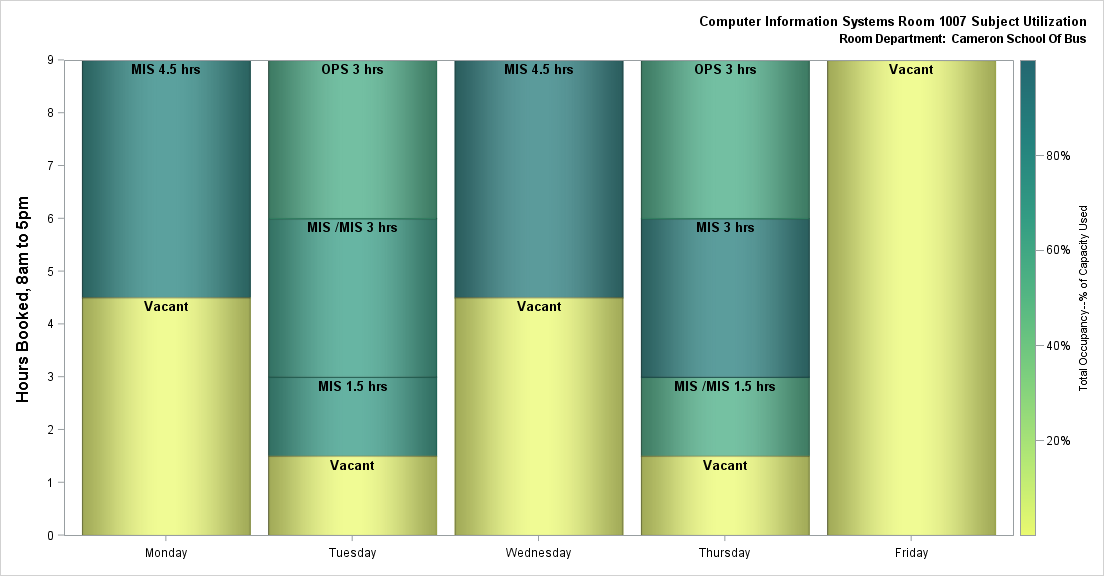 Computer Information Systems Room 1007 Subject Utilization
Room Department: Cameron School Of Bus
Hours Booked, 8am to 5pm
9
8
7
6
5
4
3
2
1
0
MIS 4.5 hrs
Vacant
OPS 3 hrs
MIS /MIS 3 hrs
MIS 1.5 hrs
Vacant
MIS 4.5 hrs
Vacant
OPS 3 hrs
MIS 3 hrs
MIS /MIS 1.5 hrs
Vacant
Vacant
Monday
Tuesday
Wednesday
Thursday
Friday
80%
60%
40%
20%
Total Occupancy--% of Capacity Used